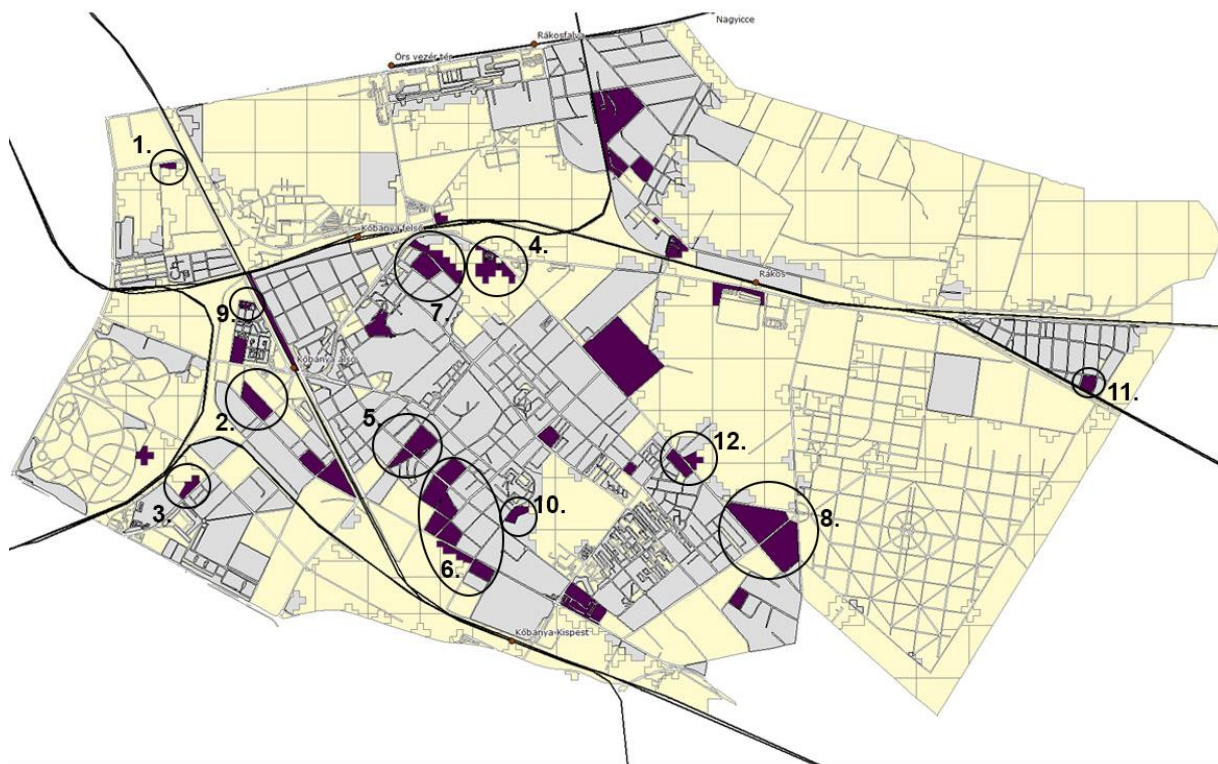 Nagyicce
Rákosfalva
Örs vezér tere
1.
Kőbánya felső
4.
7.
Rákos
9.
Kőbánya alsó
11.
2.
5.
12.
3.
10.
8.
6.
Kőbánya-Kispest